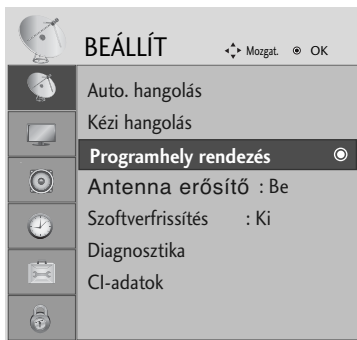 BEÁLLÍT Mozgat. OK
Auto. hangolás
Kézi hangolás
Programhely rendezés
Antenna erősítő : Be
Szoftverfrissítés : Ki
Diagnosztika
CI-adatok